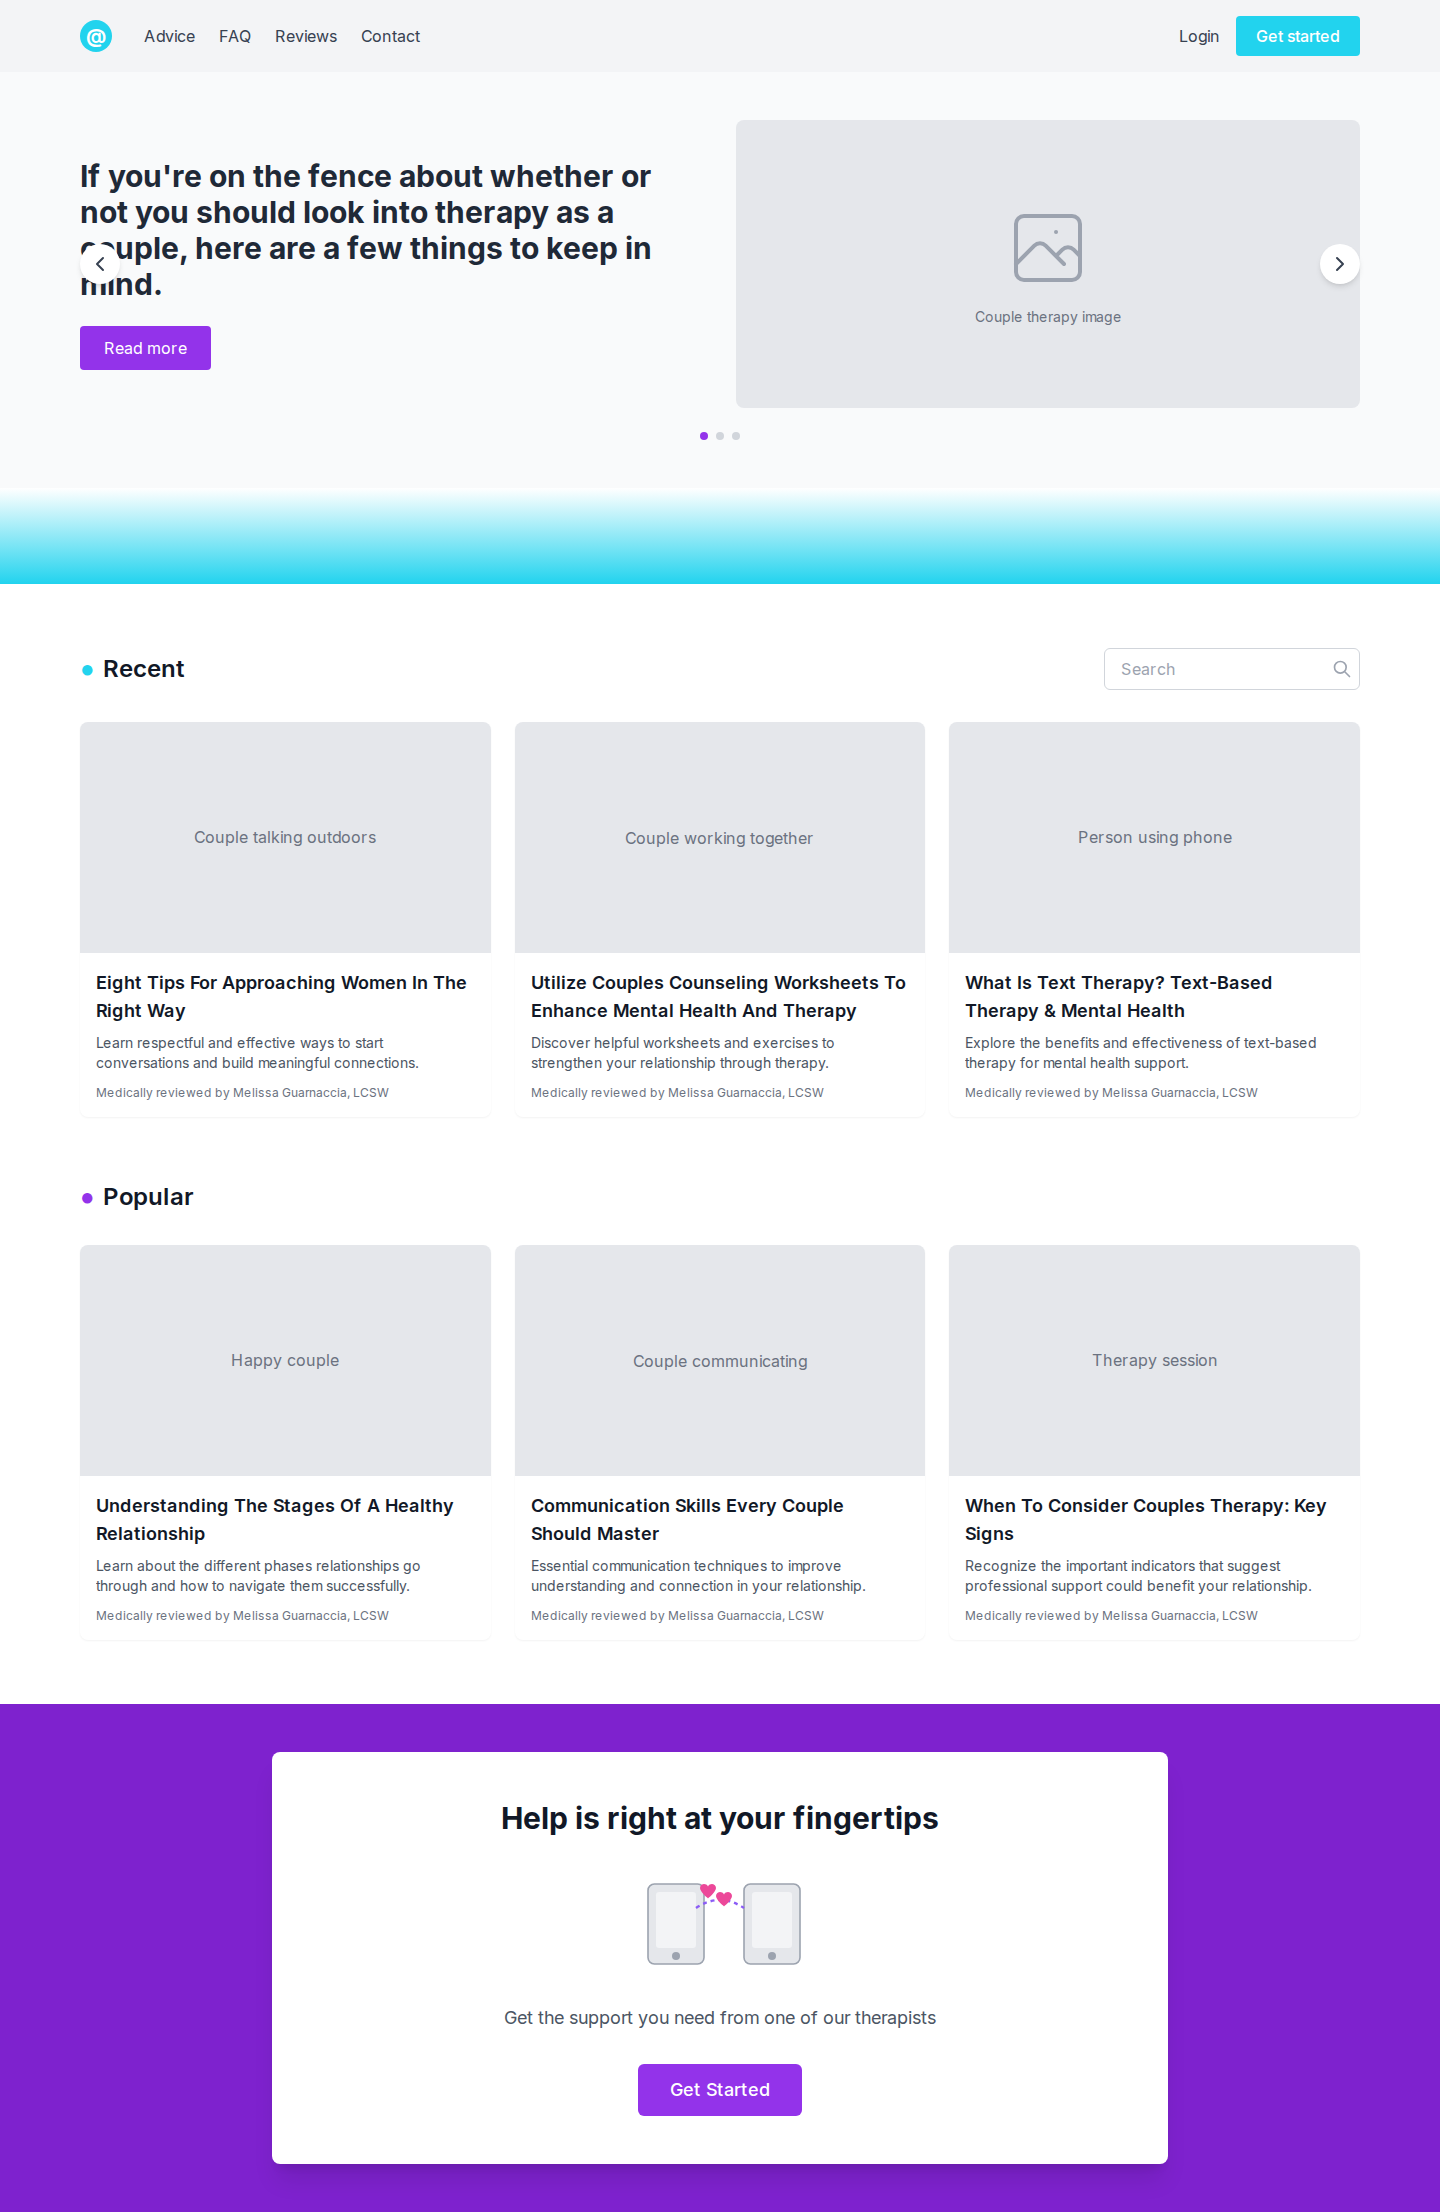 @
Advice
FAQ
Reviews
Contact
Login
Get started
If you're on the fence about whether or
not you should look into therapy as a
couple, here are a few things to keep in
mind.
Read more
Couple therapy image
Recent
Search
Couple talking outdoors
Couple working together
Person using phone
Eight Tips For Approaching Women In The
Right Way
Learn respectful and effective ways to start
conversations and build meaningful connections.
Medically reviewed by Melissa Guarnaccia, LCSW
Utilize Couples Counseling Worksheets To
Enhance Mental Health And Therapy
Discover helpful worksheets and exercises to
strengthen your relationship through therapy.
Medically reviewed by Melissa Guarnaccia, LCSW
What Is Text Therapy? Text-Based
Therapy & Mental Health
Explore the benefits and effectiveness of text-based
therapy for mental health support.
Medically reviewed by Melissa Guarnaccia, LCSW
Popular
Happy couple
Couple communicating
Therapy session
Understanding The Stages Of A Healthy
Relationship
Learn about the different phases relationships go
through and how to navigate them successfully.
Medically reviewed by Melissa Guarnaccia, LCSW
Communication Skills Every Couple
Should Master
Essential communication techniques to improve
understanding and connection in your relationship.
Medically reviewed by Melissa Guarnaccia, LCSW
When To Consider Couples Therapy: Key
Signs
Recognize the important indicators that suggest
professional support could benefit your relationship.
Medically reviewed by Melissa Guarnaccia, LCSW
Help is right at your fingertips
Get the support you need from one of our therapists
Get Started